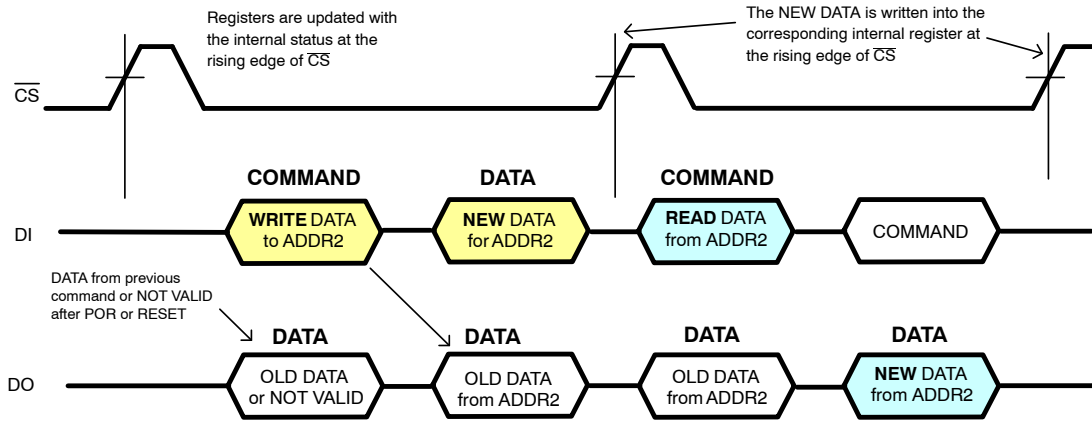 Registers are updated with
the internal status at the
rising edge of CS
The NEW DATA is written into the
corresponding internal register at
the rising edge of CS
CS
COMMAND
DATA
COMMAND
DI
WRITE DATA
to ADDR2
NEW DATA
for ADDR2
READ DATA
from ADDR2
COMMAND
DATA from previous
command or NOT VALID
after POR or RESET
DATA
DATA
DATA
DATA
DO
OLD DATA
or NOT VALID
OLD DATA
from ADDR2
OLD DATA
from ADDR2
NEW DATA
from ADDR2